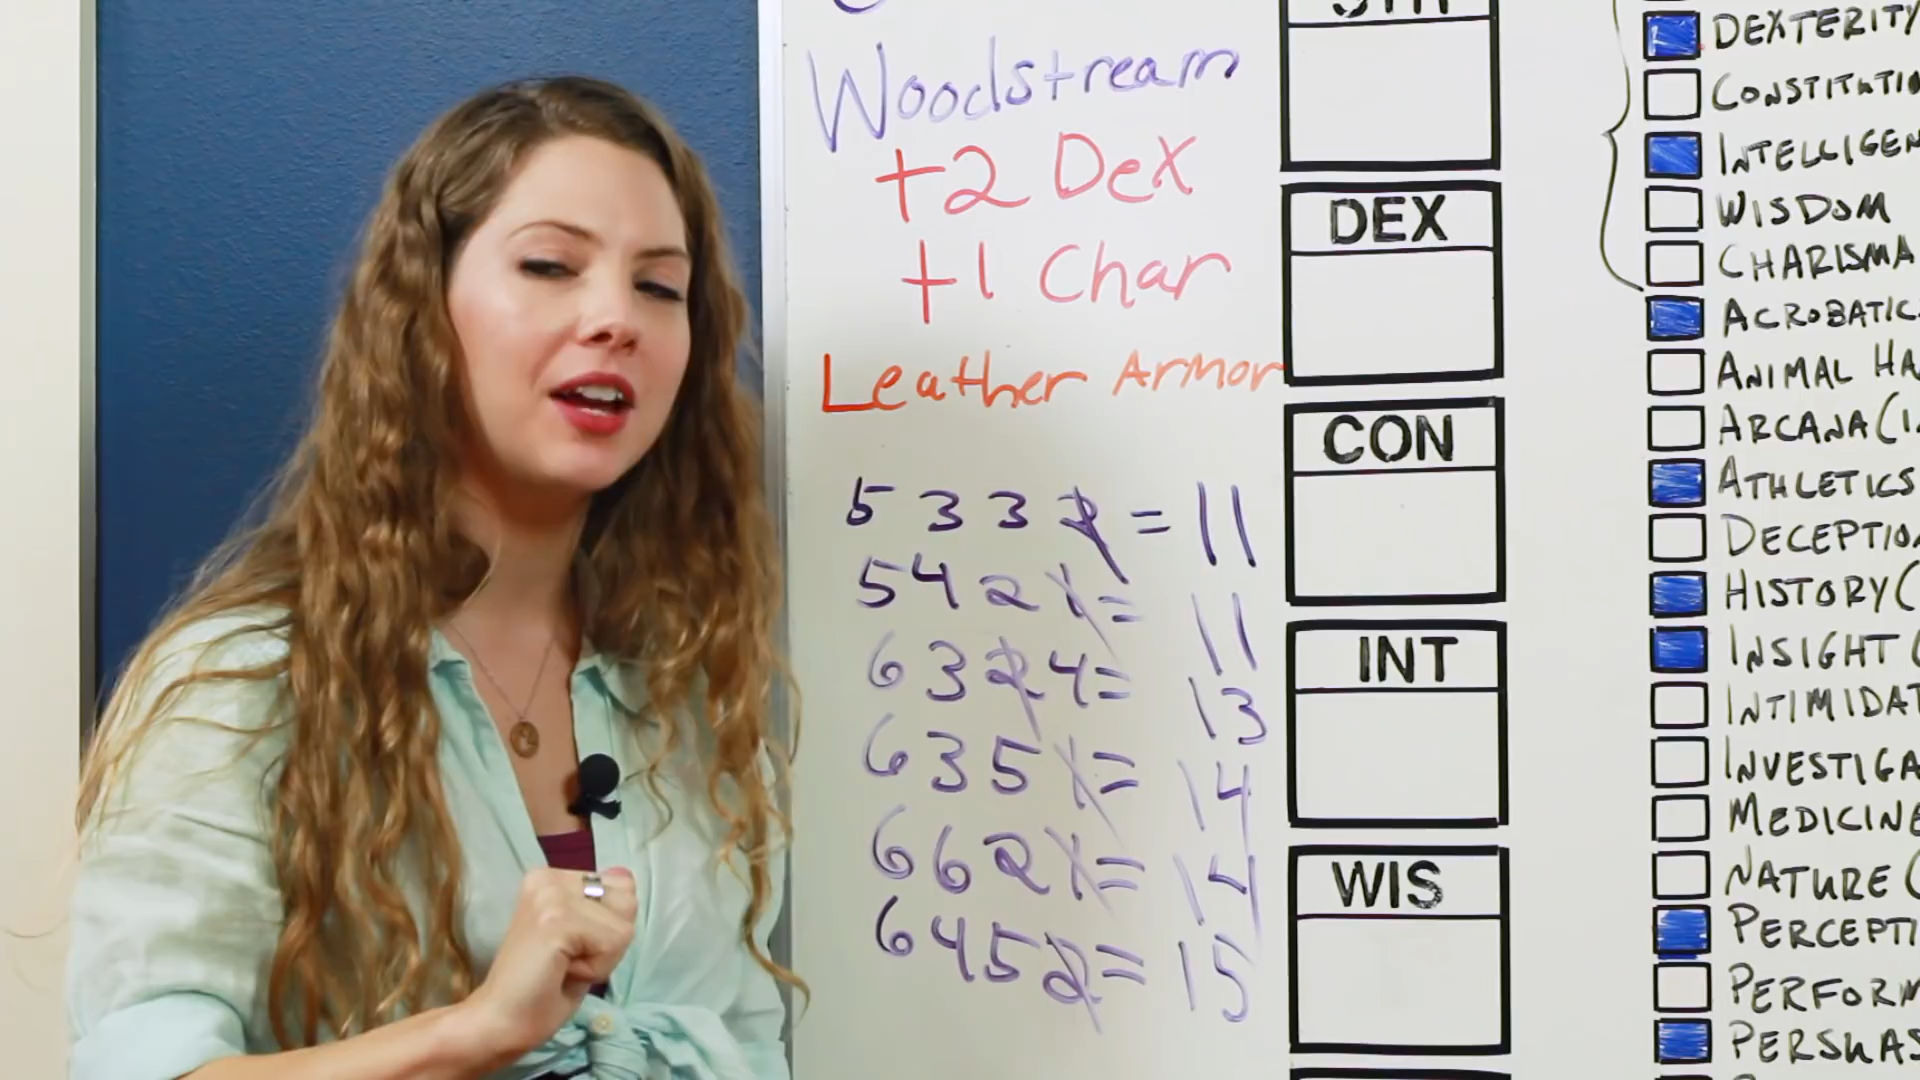 Woodstream
+2 Dex
+1 Char
Leather Armor
5 3 3 2 = 11
5 4 2 1 = 11
6 3 2 4 = 13
6 3 5 1 = 14
6 6 2 1 = 14
6 4 5 2 = 15
STR
DEX
CON
INT
WIS
DEXTERITY
CONSTITUTIO
INTELLIGEN
WISDOM
CHARISMA
ACROBATIC
ANIMAL HA
ARCANA (I
ATHLETICS
DECEPTIO
HISTORY (
INSIGHT (
INTIMIDAT
INVESTIGA
MEDICINE
NATURE (
PERCEPTI
PERFORM
PERSUAS